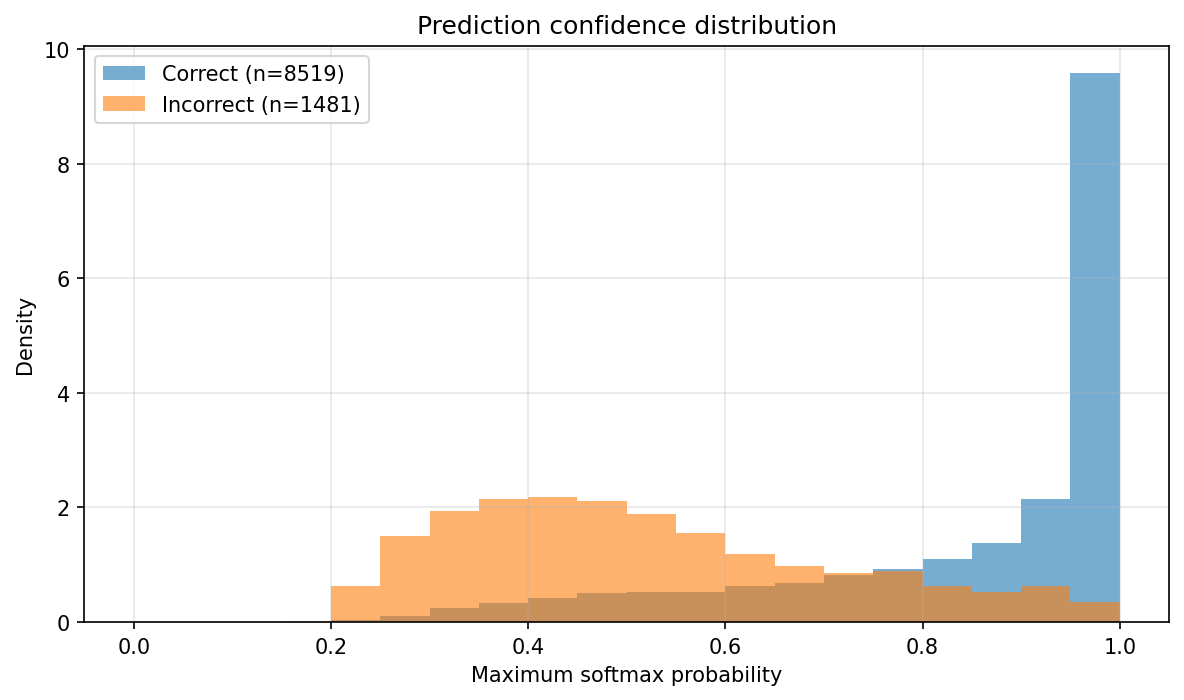 Prediction confidence distribution
Correct (n=8519)
Incorrect (n=1481)
Density
10
8
6
4
2
0
0.0 0.2 0.4 0.6 0.8 1.0
Maximum softmax probability